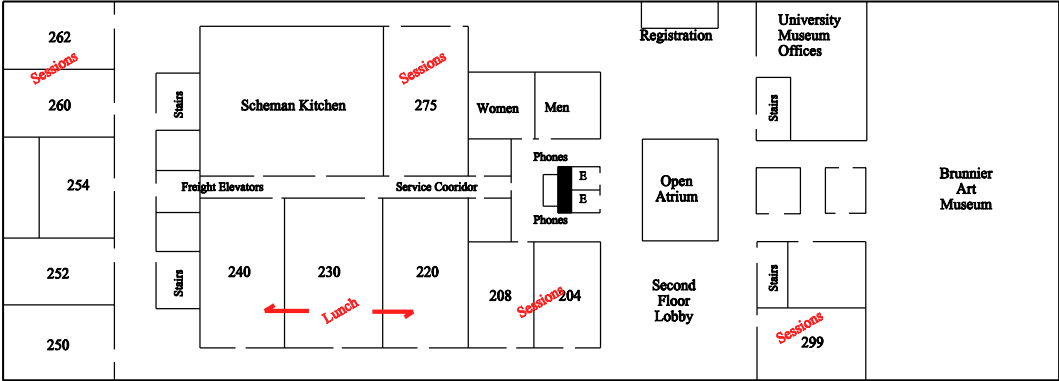 262
Sessions
260
254
252
250
Stairs
Stairs
Scheman Kitchen
Sessions
275
Women
Men
Freight Elevators
Service Cooridor
Phones
E
E
Phones
240
230
220
Lunch
208
Sessions
204
Registration
Open
Atrium
Second
Floor
Lobby
University
Museum
Offices
Stairs
Stairs
Sessions
299
Brunnier
Art
Museum